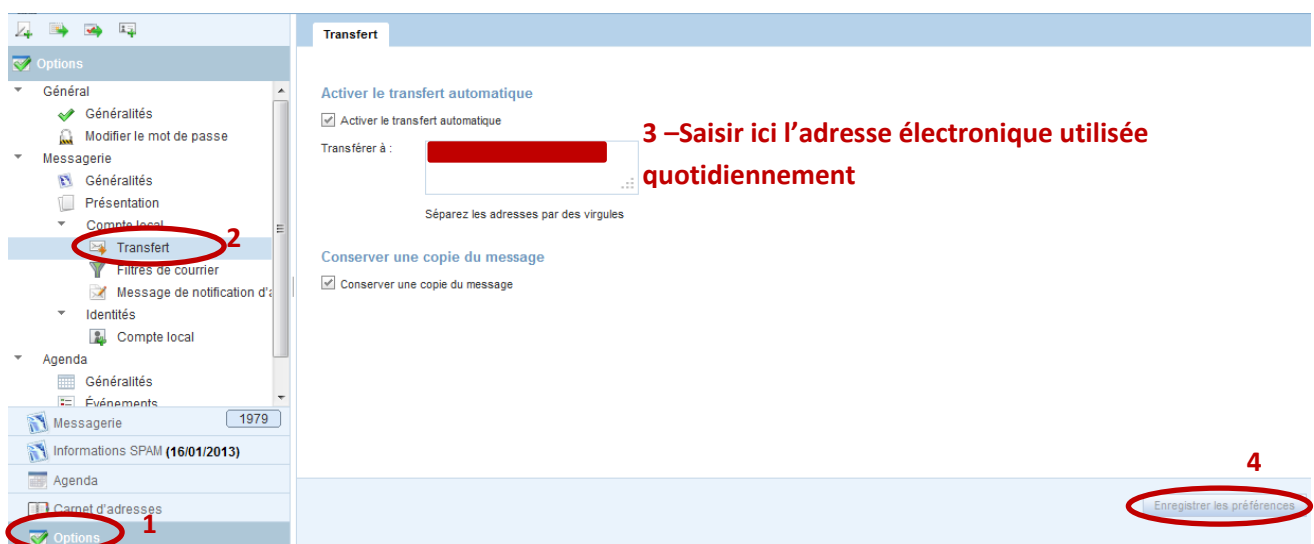 Transfert
Options
Général
Généralités
Modifier le mot de passe
Messagerie
Généralités
Présentation
Compte local
Transfert
2
Filtres de courrier
Message de notification d'a
Identités
Compte local
Agenda
Généralités
Événements
Messagerie
1979
Informations SPAM (16/01/2013)
Agenda
Carnet d'adresses
Options
1
Activer le transfert automatique
Activer le transfert automatique
Transférer à :
3 –Saisir ici l'adresse électronique utilisée
quotidiennement
Séparez les adresses par des virgules
Conserver une copie du message
Conserver une copie du message
4
Enregistrer les préférences